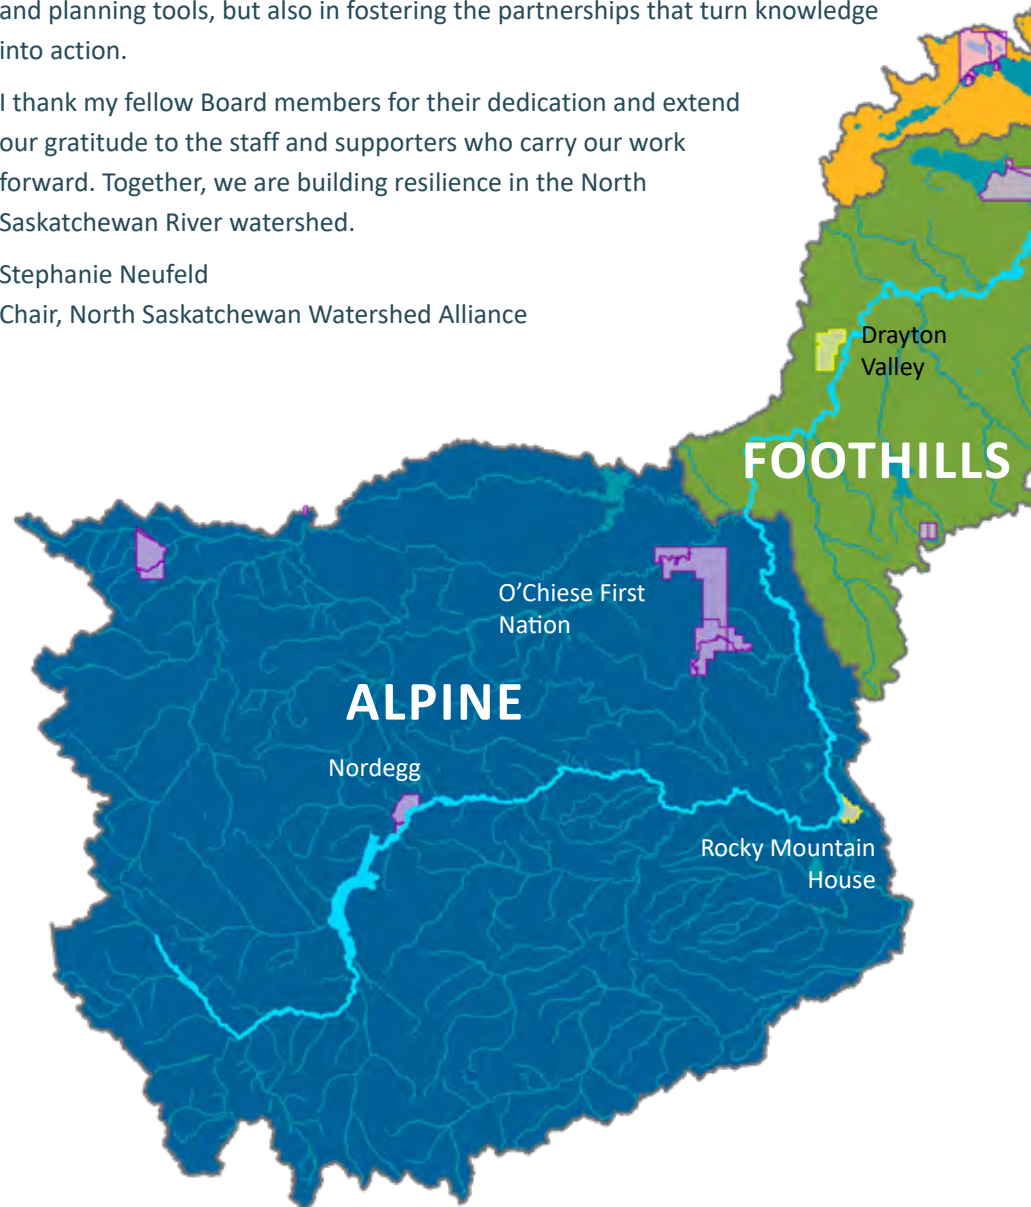 and planning tools, but also in fostering the partnerships that turn knowledge
into action.
I thank my fellow Board members for their dedication and extend
our gratitude to the staff and supporters who carry our work
forward. Together, we are building resilience in the North
Saskatchewan River watershed.
Stephanie Neufeld
Chair, North Saskatchewan Watershed Alliance
Drayton
Valley
FOOTHILLS
O’Chiese First
Nation
ALPINE
Nordegg
Rocky Mountain
House